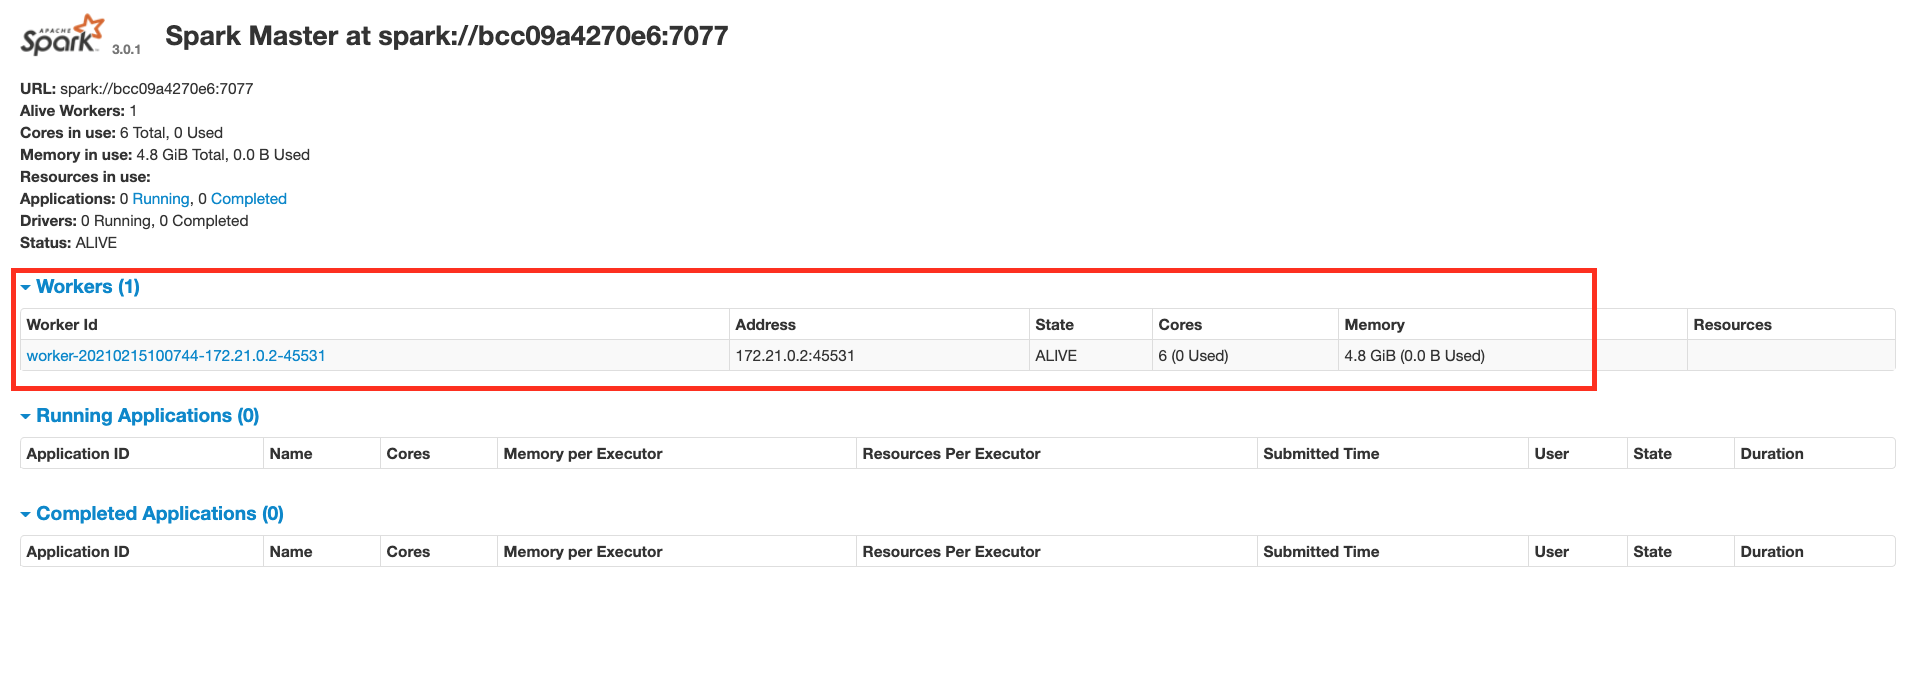 APACHE
Spark 3.0.1 Spark Master at spark://bcc09a4270e6:7077
URL: spark://bcc09a4270e6:7077
Alive Workers: 1
Cores in use: 6 Total, 0 Used
Memory in use: 4.8 GiB Total, 0.0 B Used
Resources in use:
Applications: 0 Running, 0 Completed
Drivers: 0 Running, 0 Completed
Status: ALIVE
Workers (1)
Worker Id Address State Cores Memory Resources
worker-20210215100744-172.21.0.2-45531 172.21.0.2:45531 ALIVE 6 (0 Used) 4.8 GiB (0.0 B Used)
Running Applications (0)
Application ID Name Cores Memory per Executor Resources Per Executor Submitted Time User State Duration
Completed Applications (0)
Application ID Name Cores Memory per Executor Resources Per Executor Submitted Time User State Duration